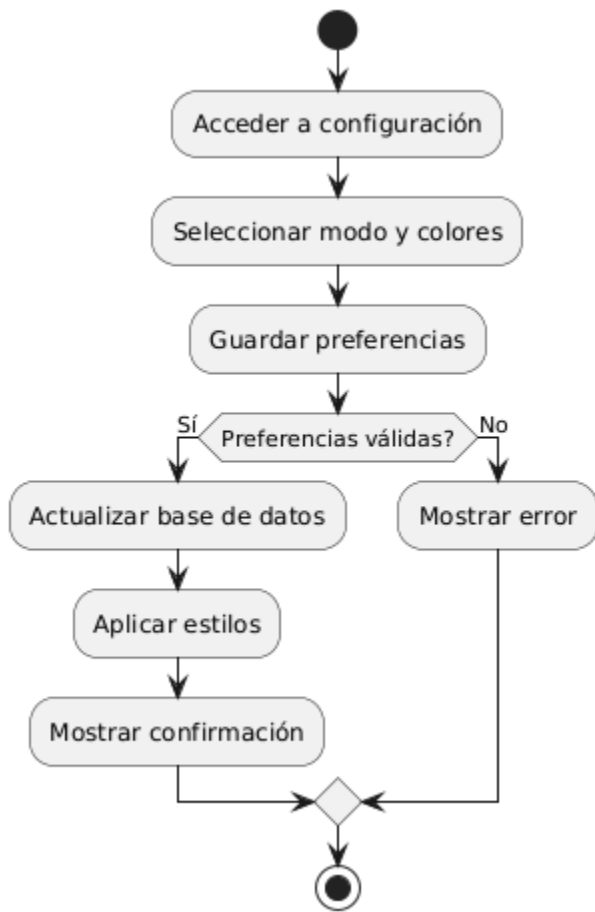 Acceder a configuración
Seleccionar modo y colores
Guardar preferencias
Sí
Preferencias válidas?
No
Actualizar base de datos
Mostrar error
Aplicar estilos
Mostrar confirmación